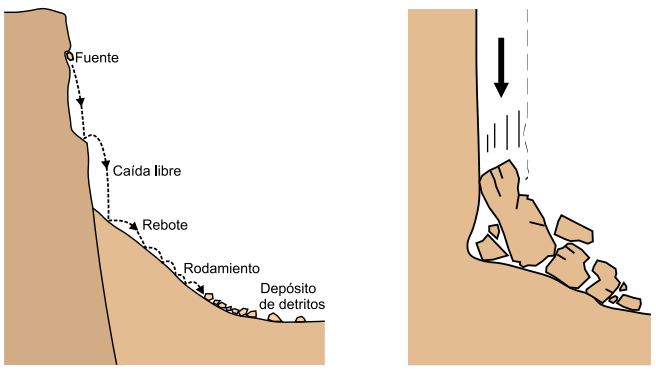 Fuente
Caída libre
Rebote
Rodamiento
Depósito
de detritos